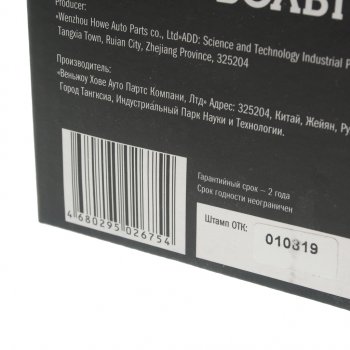 Producer:
«Wenzhou Howe Auto Parts co., Ltd»ADD: Science and Technology Industrial
Tangxia Town, Ruian City, Zhejiang Province, 325204
Производитель:
«Веньжоу Хове Ауто Партс Компани, Лтд» Адрес: 325204, Китай, Жейян,
Город Тангксиа, Индустриальный Парк Науки и Технологии.
Гарантийный срок – 2 года
Срок годности неограничен
4 680295 026754
Штамп ОТК:
010819